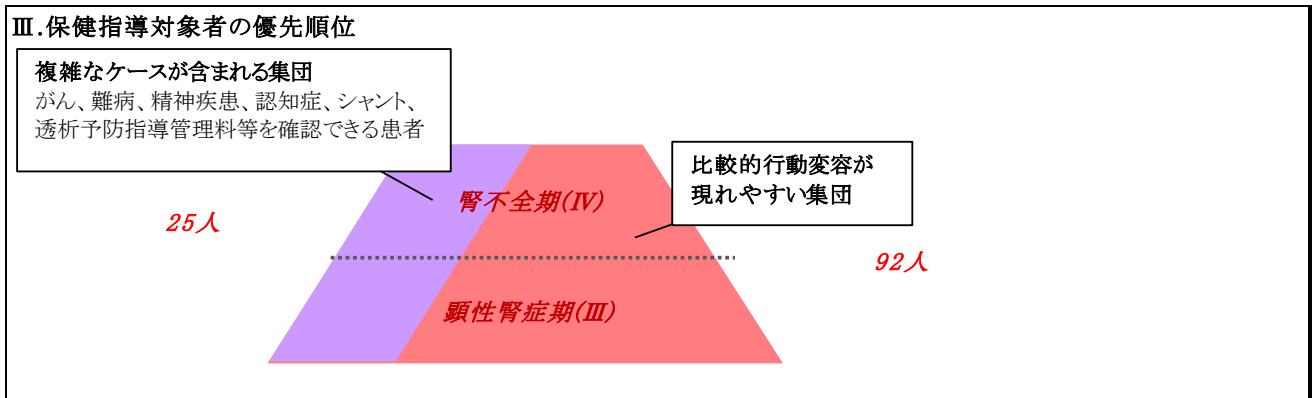 Ⅲ.保健指導対象者の優先順位
複雑なケースが含まれる集団
がん、難病、精神疾患、認知症、シャント、
透析予防指導管理料等を確認できる患者
比較的行動変容が
現れやすい集団
腎不全期(Ⅳ)
25人
92人
顕性腎症期(Ⅲ)